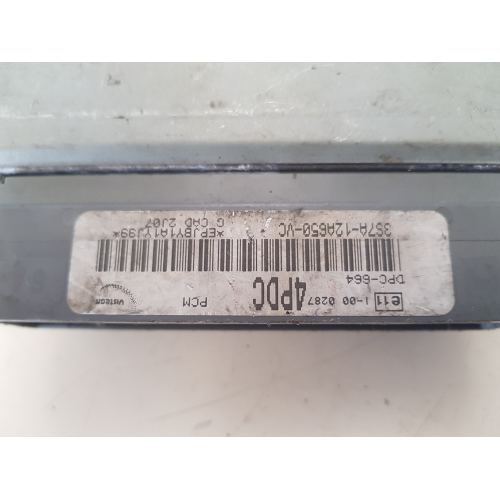 e11 1-00 0287 4PDC PCM Visteon
DPC-664
3S7A-12A650-VC
G CAD 2J07